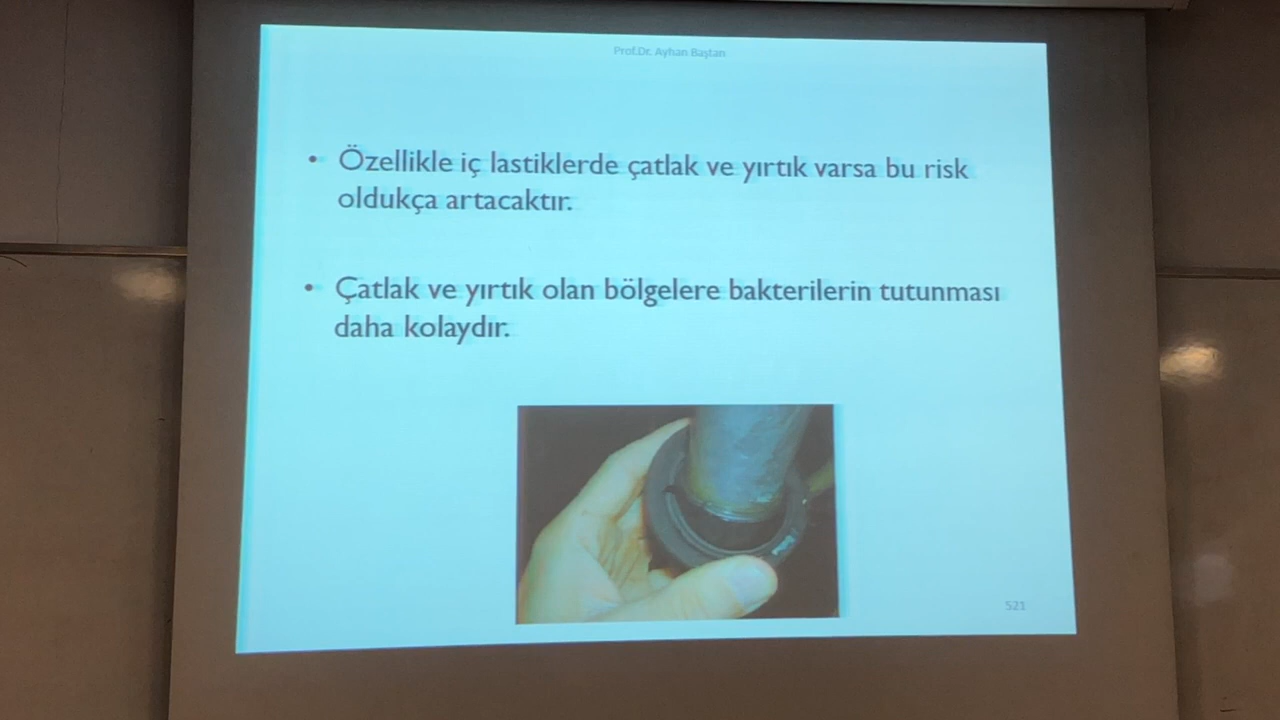 Prof.Dr. Ayhan Baştan
• Özellikle iç lastiklerde çatlak ve yırtık varsa bu risk
oldukça artacaktır.
• Çatlak ve yırtık olan bölgelere bakterilerin tutunması
daha kolaydır.
521